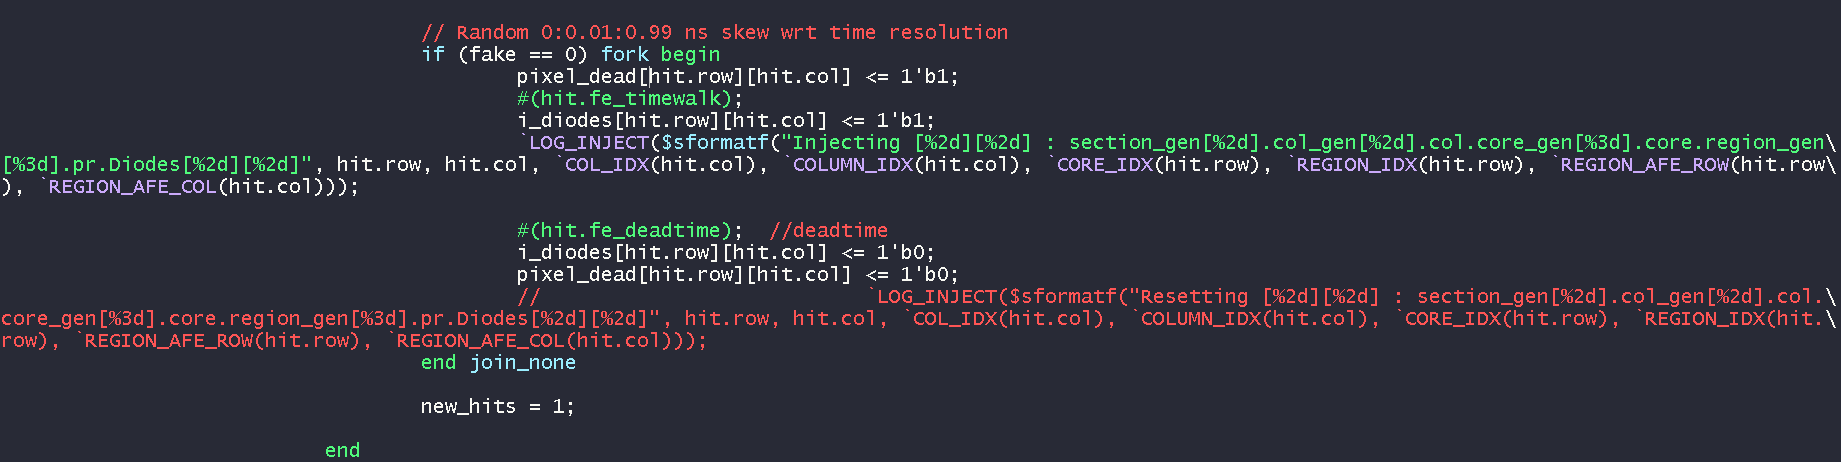 // Random 0:0.01:0.99 ns skew wrt time resolution
if (fake == 0) fork begin
pixel_dead[hit.row][hit.col] <= 1'b1;
#(hit.fe_timewalk);
i_diodes[hit.row][hit.col] <= 1'b1;
`LOG_INJECT($sformatf("Injecting [%2d][%2d] : section_gen[%2d].col_gen[%2d].col.core_gen[%3d].core.region_gen\
[%3d].pr.Diodes[%2d][%2d]", hit.row, hit.col, `COL_IDX(hit.col), `COLUMN_IDX(hit.col), `CORE_IDX(hit.row), `REGION_IDX(hit.row), `REGION_AFE_ROW(hit.row\
), `REGION_AFE_COL(hit.col)));
#(hit.fe_deadtime);  //deadtime
i_diodes[hit.row][hit.col] <= 1'b0;
pixel_dead[hit.row][hit.col] <= 1'b0;
//                           `LOG_INJECT($sformatf("Resetting [%2d][%2d] : section_gen[%2d].col_gen[%2d].col.\
core_gen[%3d].core.region_gen[%3d].pr.Diodes[%2d][%2d]", hit.row, hit.col, `COL_IDX(hit.col), `COLUMN_IDX(hit.col), `CORE_IDX(hit.row), `REGION_IDX(hit.\
row), `REGION_AFE_ROW(hit.row), `REGION_AFE_COL(hit.col)));
end join_none
new_hits = 1;
end